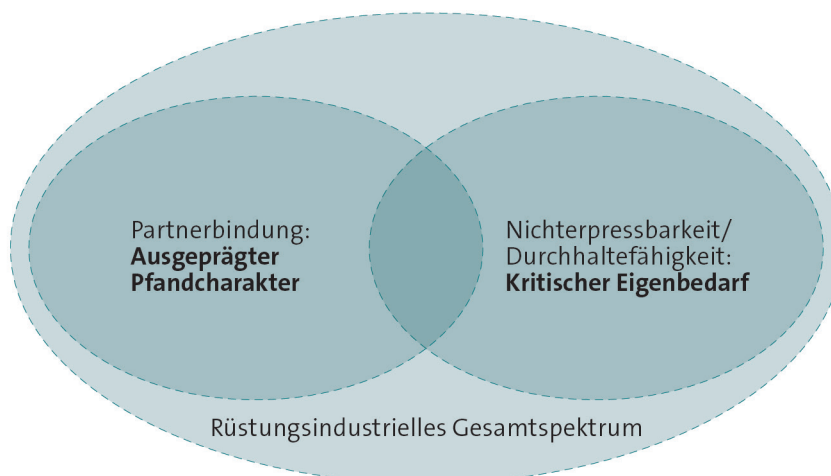 Partnerbindung:
Ausgeprägter
Pfandcharakter
Nichterpressbarkeit/
Durchhaltefähigkeit:
Kritischer Eigenbedarf
Rüstungsindustrielles Gesamtspektrum